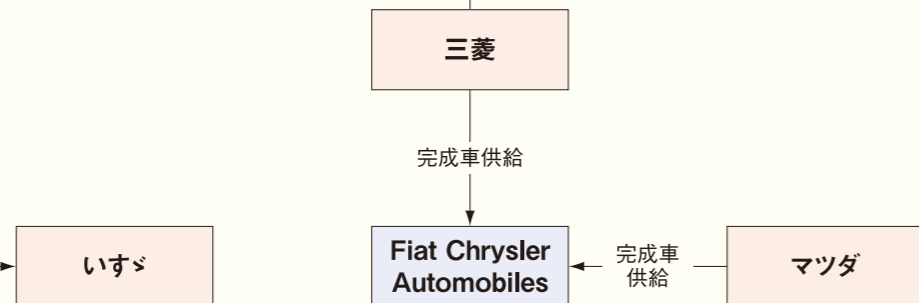 三菱
完成車供給
いすゞ
Fiat Chrysler
Automobiles
完成車
供給
マツダ